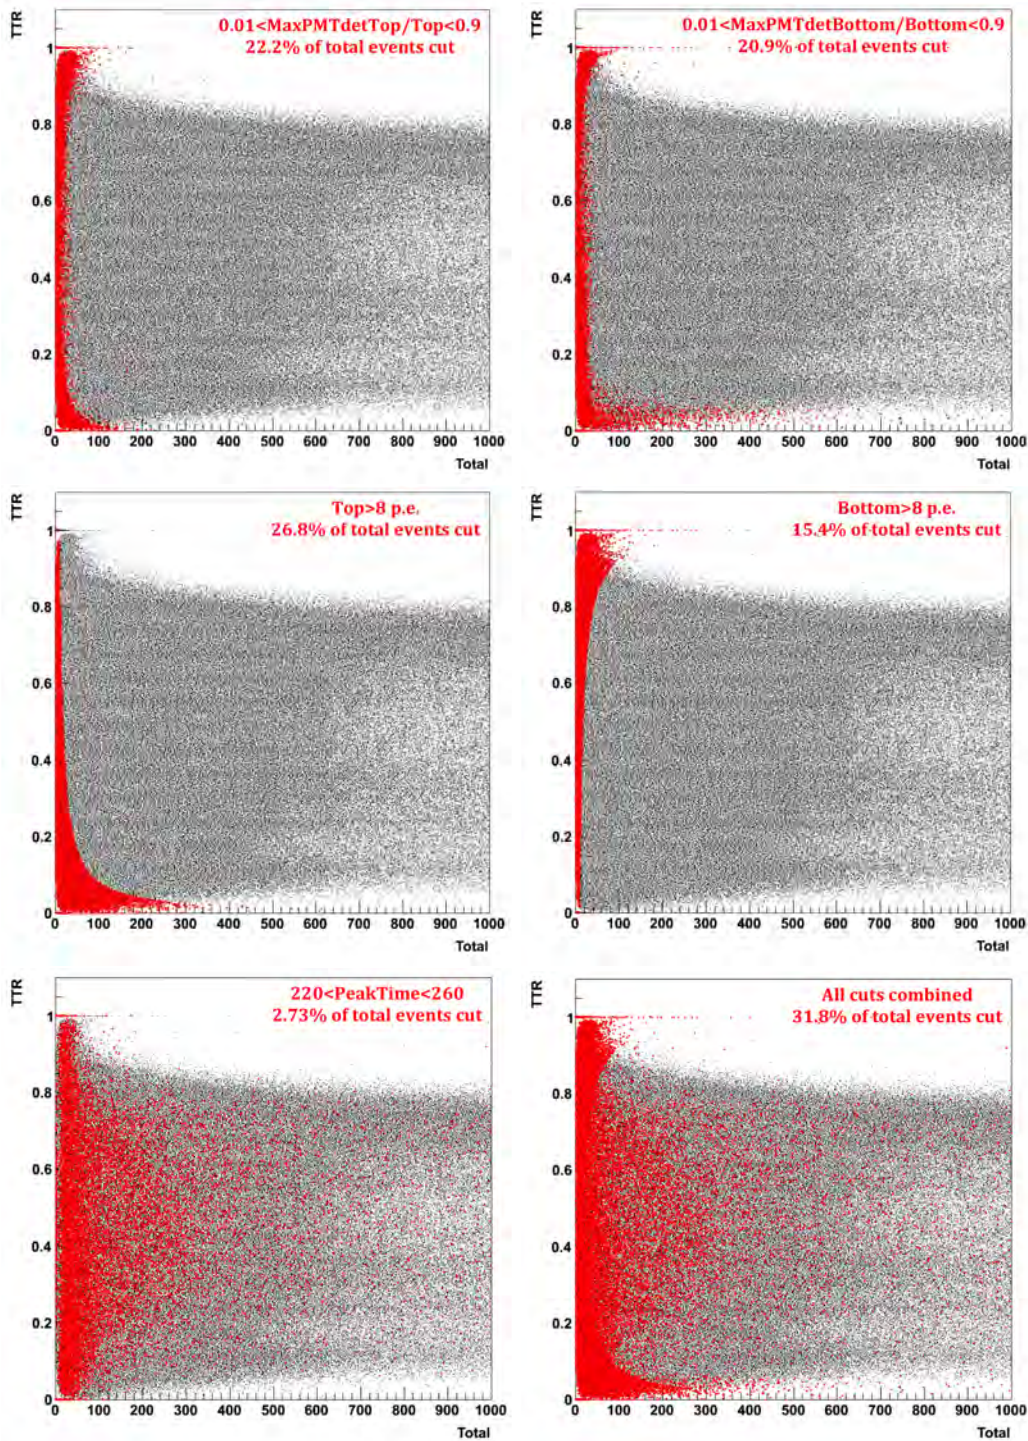 TTR
0.01<MaxPMTdetTop/Top<0.9
22.2% of total events cut
1
0.8
0.6
0.4
0.2
0
0 100 200 300 400 500 600 700 800 900 1000
Total
TTR
0.01<MaxPMTdetBottom/Bottom<0.9
20.9% of total events cut
1
0.8
0.6
0.4
0.2
0
0 100 200 300 400 500 600 700 800 900 1000
Total
TTR
Top>8 p.e.
26.8% of total events cut
1
0.8
0.6
0.4
0.2
0
0 100 200 300 400 500 600 700 800 900 1000
Total
TTR
Bottom>8 p.e.
15.4% of total events cut
1
0.8
0.6
0.4
0.2
0
0 100 200 300 400 500 600 700 800 900 1000
Total
TTR
220<PeakTime<260
2.73% of total events cut
1
0.8
0.6
0.4
0.2
0
0 100 200 300 400 500 600 700 800 900 1000
Total
TTR
All cuts combined
31.8% of total events cut
1
0.8
0.6
0.4
0.2
0
0 100 200 300 400 500 600 700 800 900 1000
Total